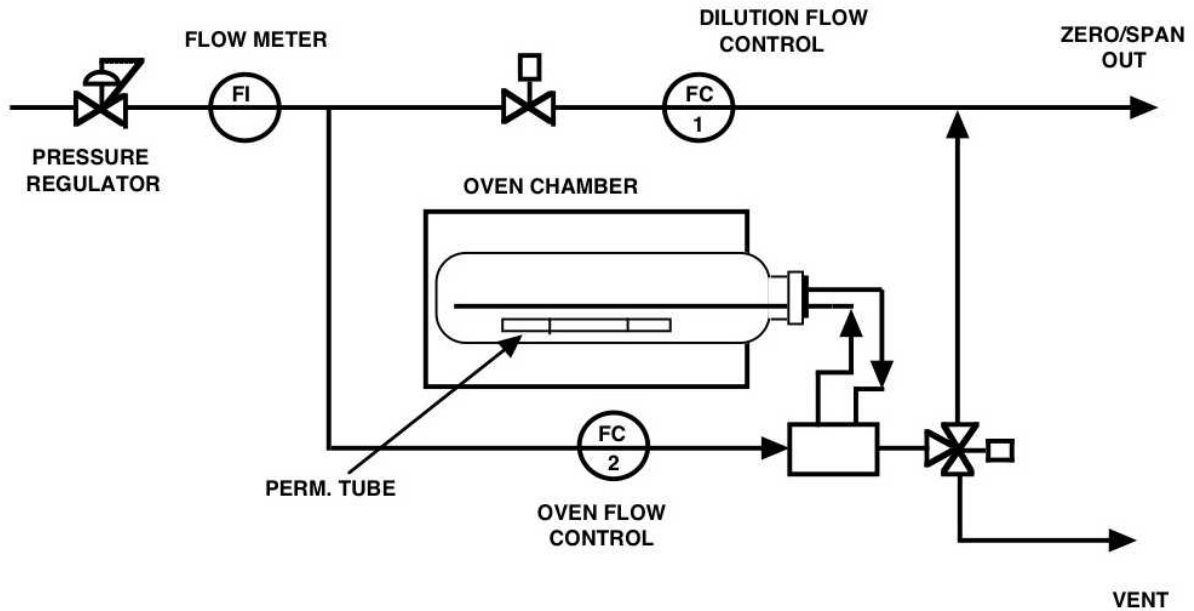 DILUTION FLOW
CONTROL
ZERO/SPAN
OUT
FLOW METER
FI
FC
1
PRESSURE
REGULATOR
OVEN CHAMBER
FC
2
PERM. TUBE
OVEN FLOW
CONTROL
VENT